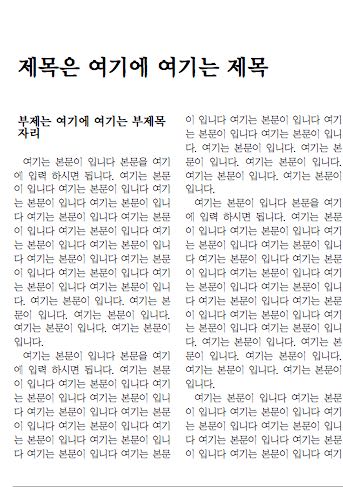 제목은 여기에 여기는 제목
부제는 여기에 여기는 부제목
자리
여기는 본문이 입니다 본문을 여기
에 입력 하시면 됩니다. 여기는 본문
이 입니다 여기는 본문이 입니다 여기
는 본문이 입니다 여기는 본문이 입니
다 여기는 본문이 입니다 여기는 본문
이 입니다 여기는 본문이 입니다 여기
는 본문이 입니다 여기는 본문이 입니
다 여기는 본문이 입니다 여기는 본문
이 입니다 여기는 본문이 입니다 여기
는 본문이 입니다 여기는 본문이 입니
다. 여기는 본문이 입니다. 여기는 본
문이 입니다. 여기는 본문이 입니다.
여기는 본문이 입니다. 여기는 본문이
입니다.
여기는 본문이 입니다 본문을 여기
에 입력 하시면 됩니다. 여기는 본문
이 입니다 여기는 본문이 입니다 여기
는 본문이 입니다 여기는 본문이 입니
다 여기는 본문이 입니다 여기는 본문
이 입니다 여기는 본문이 입니다 여기
는 본문이 입니다 여기는 본문이 입니
다 여기는 본문이 입니다 여기는 본문
이 입니다 여기는 본문이 입니다 여기
는 본문이 입니다 여기는 본문이 입니
다. 여기는 본문이 입니다. 여기는 본
문이 입니다. 여기는 본문이 입니다.
여기는 본문이 입니다. 여기는 본문이
입니다.
여기는 본문이 입니다 본문을 여기
에 입력 하시면 됩니다. 여기는 본문
이 입니다 여기는 본문이 입니다 여기
는 본문이 입니다 여기는 본문이 입니
다 여기는 본문이 입니다 여기는 본문
이 입니다 여기는 본문이 입니다 여기
는 본문이 입니다 여기는 본문이 입니
다 여기는 본문이 입니다 여기는 본문
이 입니다 여기는 본문이 입니다 여기
는 본문이 입니다 여기는 본문이 입니
다. 여기는 본문이 입니다. 여기는 본
문이 입니다. 여기는 본문이 입니다.
여기는 본문이 입니다. 여기는 본문이
입니다.
여기는 본문이 입니다 여기는 본문
이 입니다 여기는 본문이 입니다 여기
는 본문이 입니다 여기는 본문이 입니
다 여기는 본문이 입니다 여기는 본문
이 입니다 여기는 본문이 입니다 여기